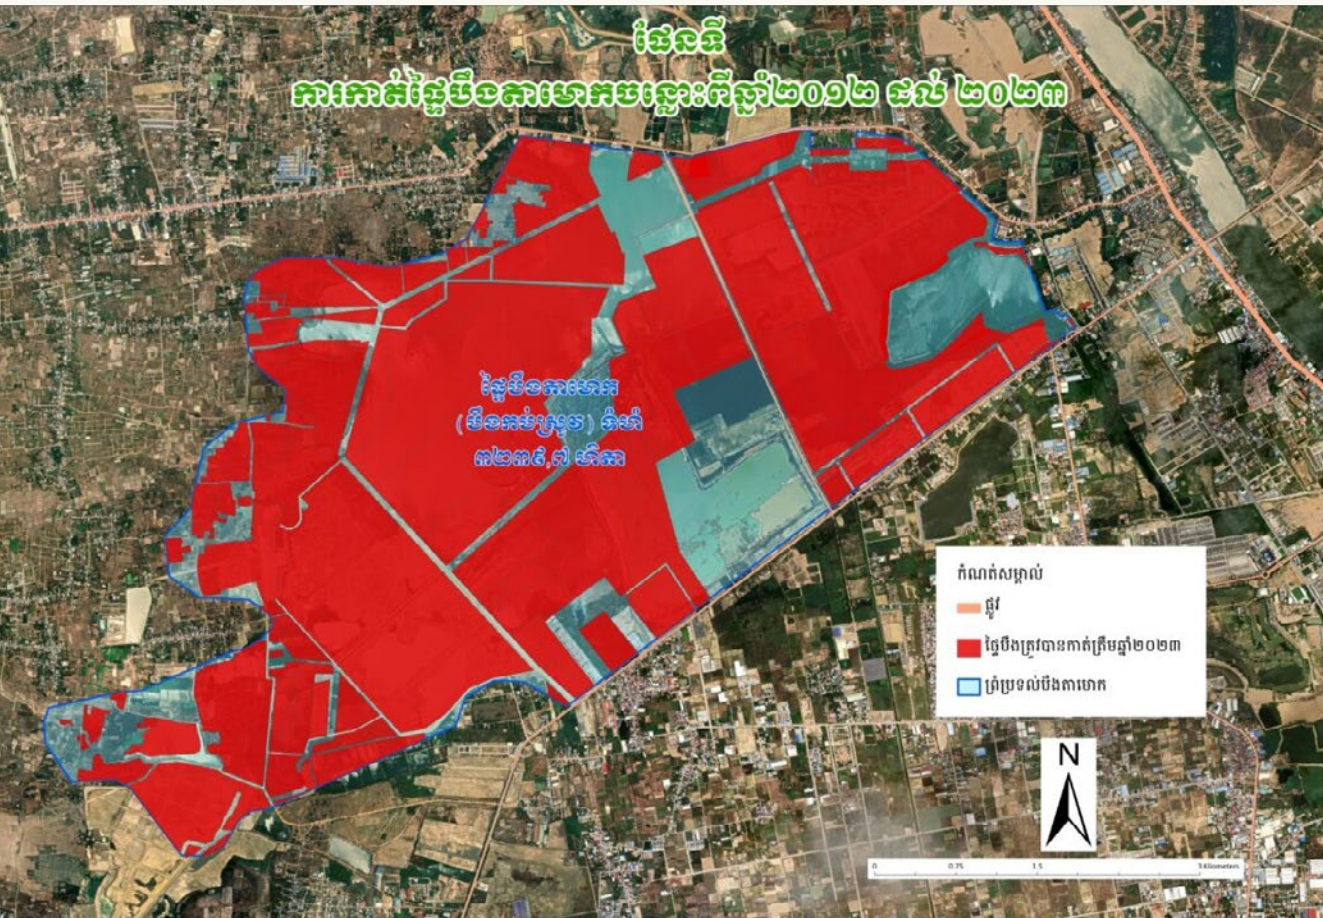 ផែនទី
ការកាត់ផ្ទៃបឹងតាមោកចន្លោះពីឆ្នាំ២០១២ ដល់ ២០២៣
ផ្ទៃបឹងតាមោក
(បឹងកប់ស្រូវ) ទំហំ
៣២៣៩,៧ ហិតា
កំណត់សម្គាល់
ផ្លូវ
ផ្ទៃបឹងត្រូវបានកាត់ត្រឹមឆ្នាំ២០២៣
ព្រំប្រទល់បឹងតាមោក
N
0 0.75 1.5 3 Kilometers